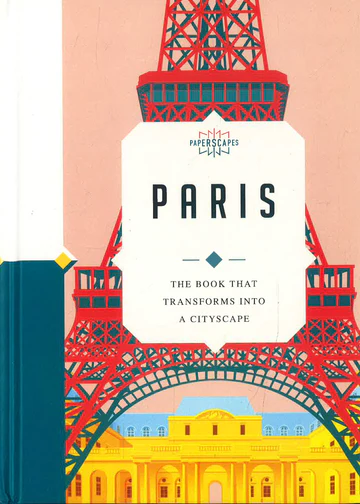 PAPERSCAPES
PARIS
THE BOOK THAT
TRANSFORMS INTO
A CITYSCAPE